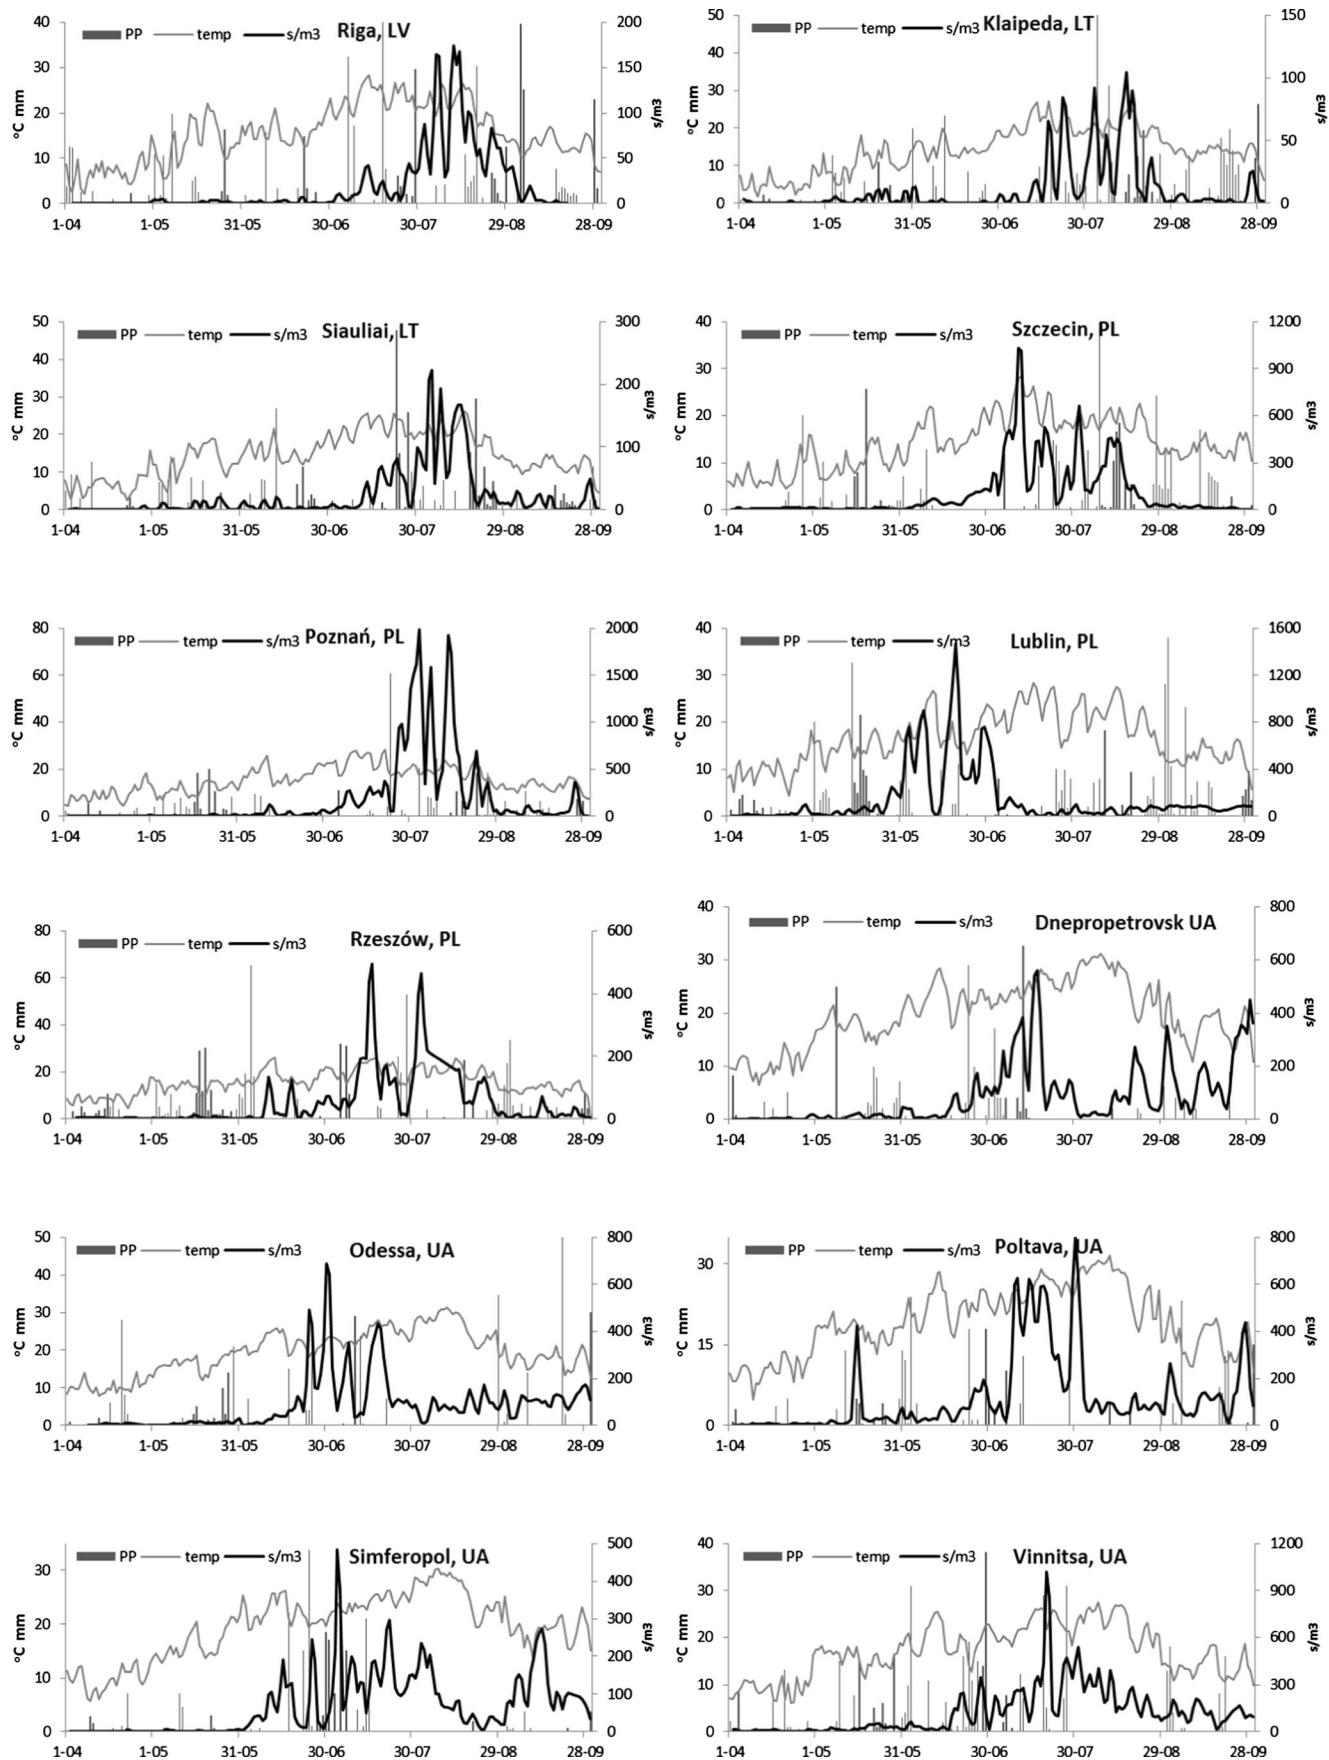 Riga, LV
PP temp s/m3
40 30 20 10 0
°C mm
200 150 100 50 0
s/m3
1-04 1-05 31-05 30-06 30-07 29-08 28-09
Klaipeda, LT
PP temp s/m3
50 40 30 20 10 0
°C mm
150 100 50 0
s/m3
1-04 1-05 31-05 30-06 30-07 29-08 28-09
Siauliai, LT
PP temp s/m3
50 40 30 20 10 0
°C mm
300 200 100 0
s/m3
1-04 1-05 31-05 30-06 30-07 29-08 28-09
Szczecin, PL
PP temp s/m3
40 30 20 10 0
°C mm
1200 900 600 300 0
s/m3
1-04 1-05 31-05 30-06 30-07 29-08 28-09
Poznań, PL
PP temp s/m3
80 60 40 20 0
°C mm
2000 1500 1000 500 0
s/m3
1-04 1-05 31-05 30-06 30-07 29-08 28-09
Lublin, PL
PP temp s/m3
40 30 20 10 0
°C mm
1600 1200 800 400 0
s/m3
1-04 1-05 31-05 30-06 30-07 29-08 28-09
Rzeszów, PL
PP temp s/m3
80 60 40 20 0
°C mm
600 400 200 0
s/m3
1-04 1-05 31-05 30-06 30-07 29-08 28-09
Dnepropetrovsk UA
PP temp s/m3
40 30 20 10 0
°C mm
800 600 400 200 0
s/m3
1-04 1-05 31-05 30-06 30-07 29-08 28-09
Odessa, UA
PP temp s/m3
50 40 30 20 10 0
°C mm
800 600 400 200 0
s/m3
1-04 1-05 31-05 30-06 30-07 29-08 28-09
Poltava, UA
PP temp s/m3
30 15 0
°C mm
800 600 400 200 0
s/m3
1-04 1-05 31-05 30-06 30-07 29-08 28-09
Simferopol, UA
PP temp s/m3
30 20 10 0
°C mm
500 400 300 200 100 0
s/m3
1-04 1-05 31-05 30-06 30-07 29-08 28-09
Vinnitsa, UA
PP temp s/m3
40 30 20 10 0
°C mm
1200 900 600 300 0
s/m3
1-04 1-05 31-05 30-06 30-07 29-08 28-09